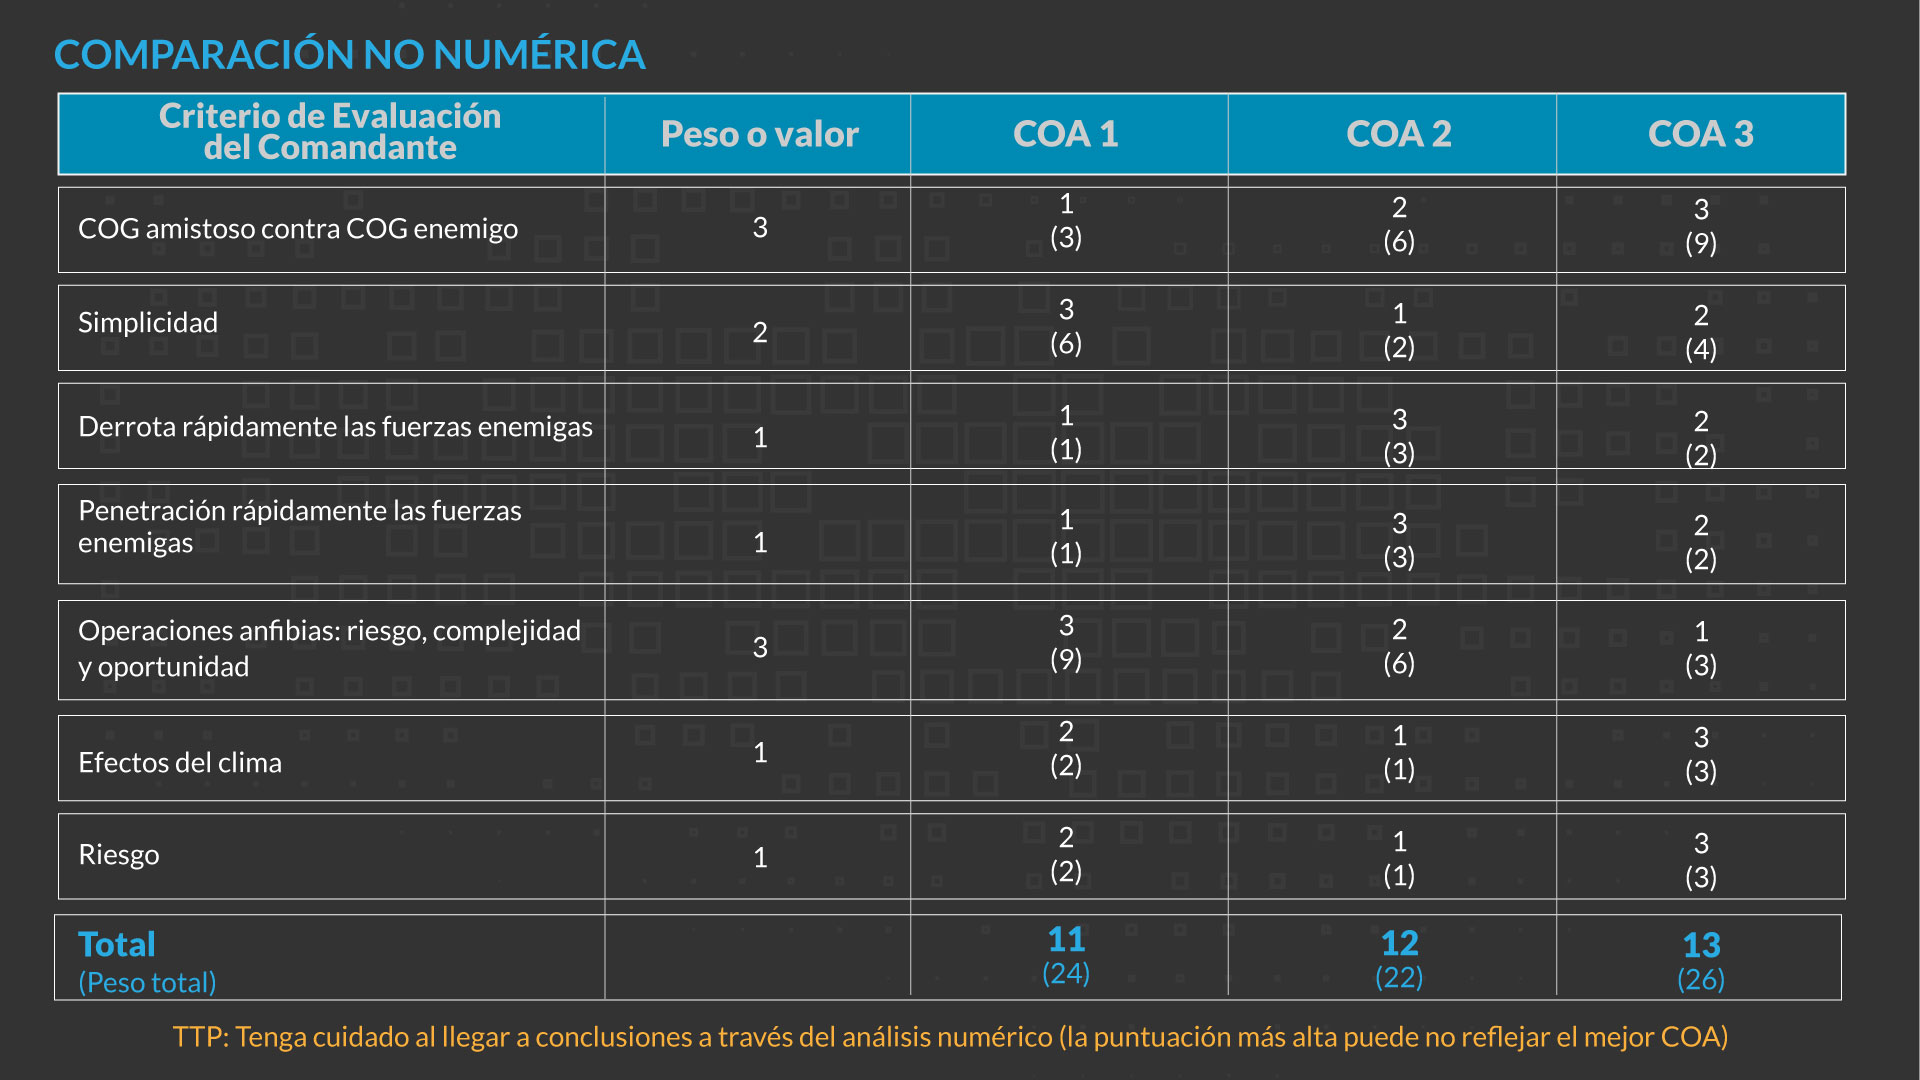 COMPARACIÓN NO NUMÉRICA
Criterio de Evaluación
del Comandante
Peso o valor
COA 1
COA 2
COA 3
COG amistoso contra COG enemigo
3
1
(3)
2
(6)
3
(9)
Simplicidad
2
3
(6)
1
(2)
2
(4)
Derrota rápidamente las fuerzas enemigas
1
1
(1)
3
(3)
2
(2)
Penetración rápidamente las fuerzas
enemigas
1
1
(1)
3
(3)
2
(2)
Operaciones anfibias: riesgo, complejidad
y oportunidad
3
3
(9)
2
(6)
1
(3)
Efectos del clima
1
2
(2)
1
(1)
3
(3)
Riesgo
1
2
(2)
1
(1)
3
(3)
Total
(Peso total)
11
(24)
12
(22)
13
(26)
TTP: Tenga cuidado al llegar a conclusiones a través del análisis numérico (la puntuación más alta puede no reflejar el mejor COA)